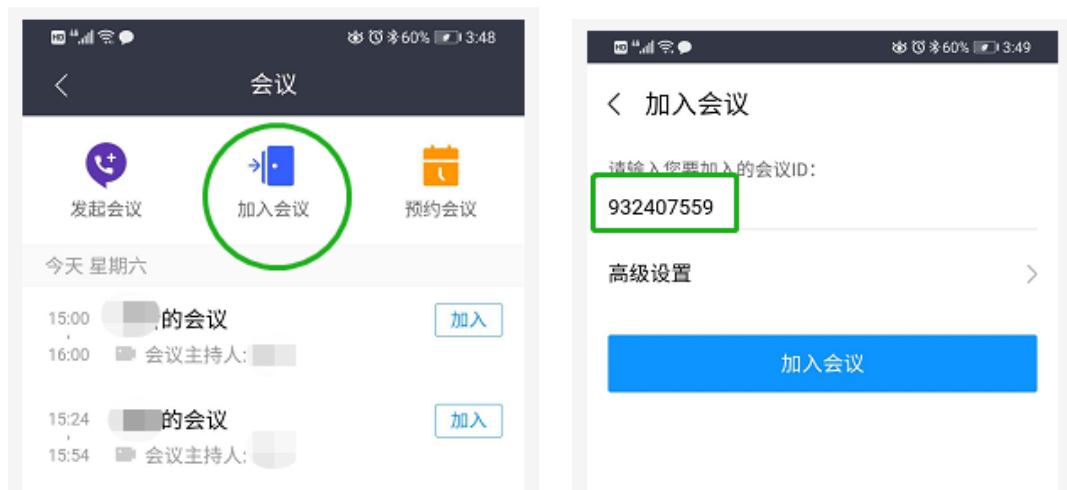 HD 4G 60% 3:48
会议
发起会议 加入会议 预约会议
今天 星期六
15:00 的会议 加入
16:00 会议主持人:
15:24 的会议 加入
15:54 会议主持人:
HD 4G 60% 3:49
加入会议
请输入您要加入的会议ID:
932407559
高级设置
加入会议